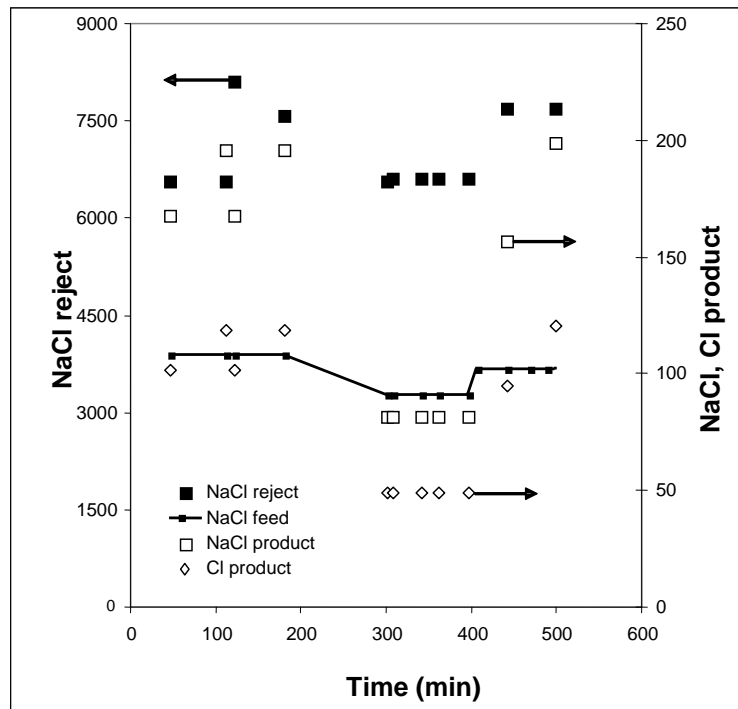 9000
7500
6000
4500
3000
1500
0
NaCl reject
250
200
150
100
50
0
NaCl, Cl product
NaCl reject
NaCl feed
NaCl product
Cl product
0
100
200
300
400
500
600
Time (min)